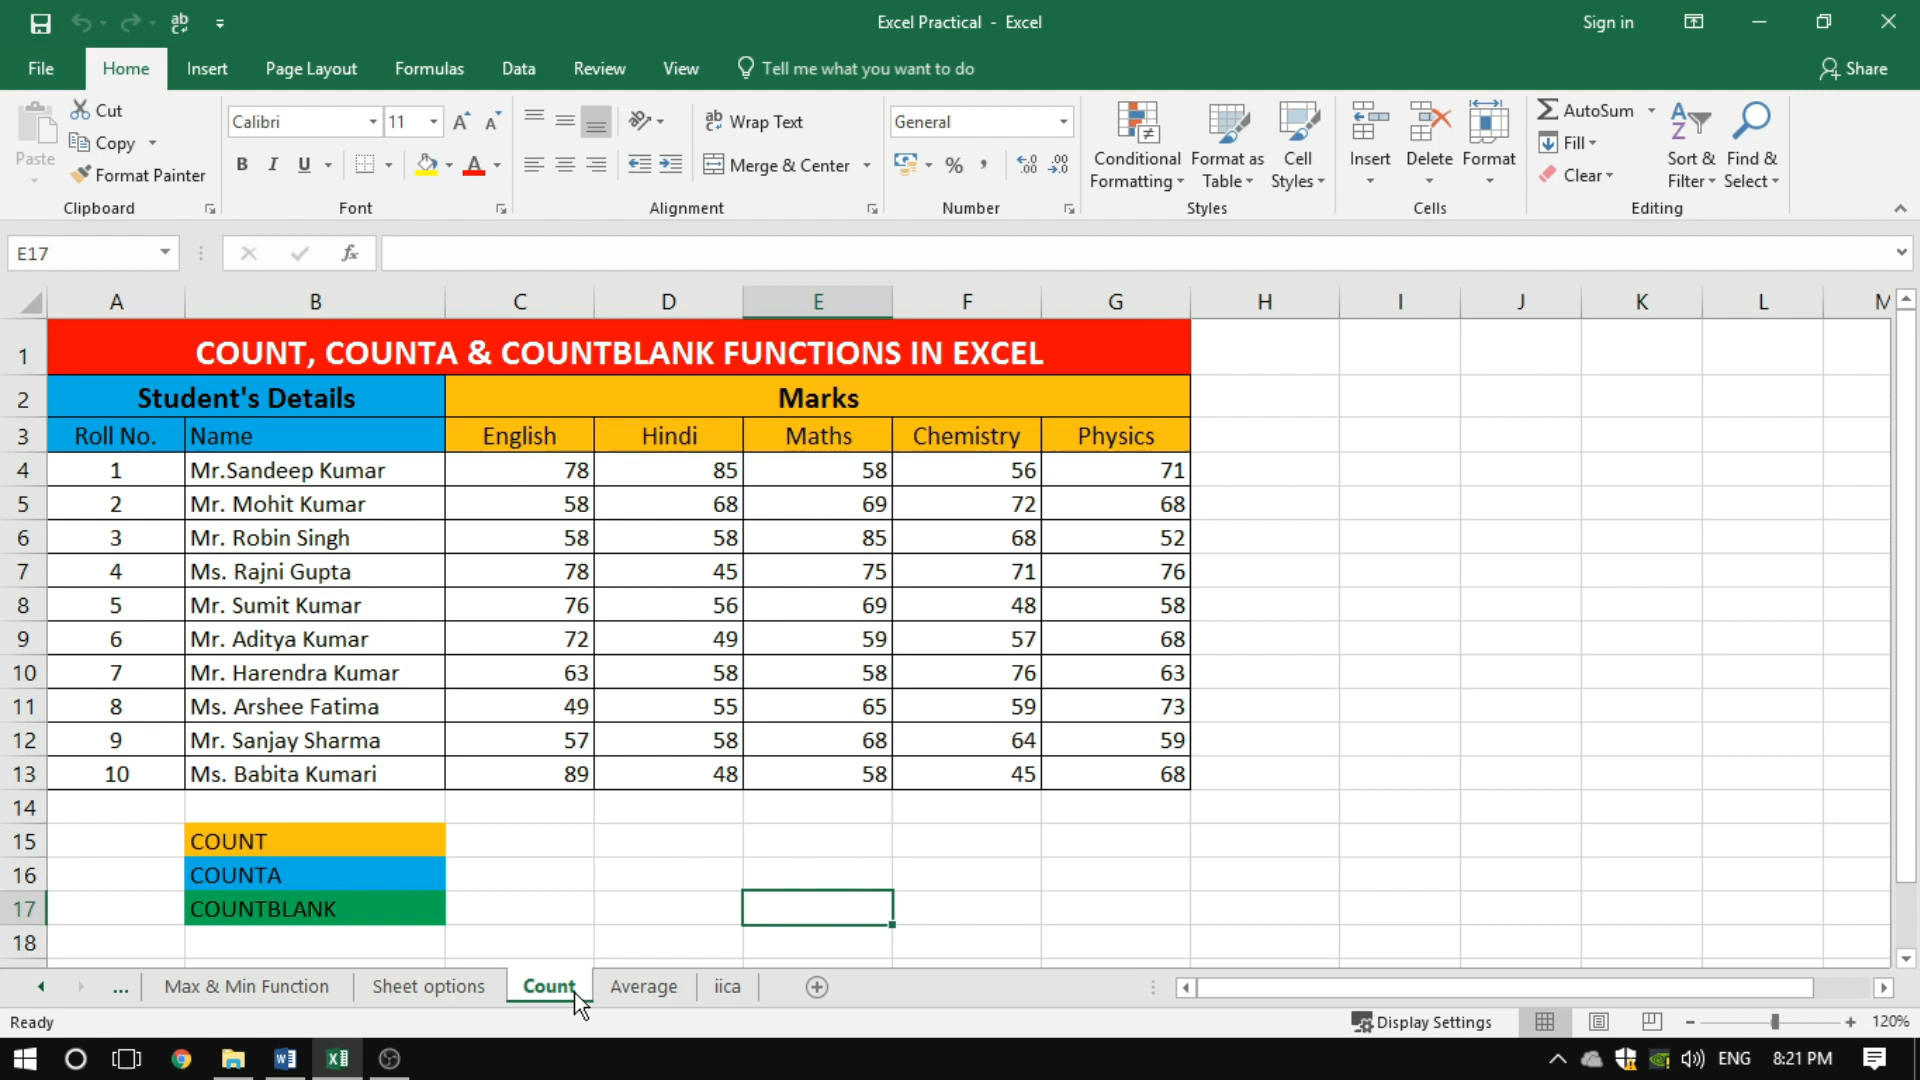 Excel Practical - Excel
Sign in
File Home Insert Page Layout Formulas Data Review View Tell me what you want to do Share
Paste
Cut
Copy
Format Painter
Clipboard
Calibri 11
B I U
Font
Wrap Text
Merge & Center
Alignment
General
Number
Conditional Formatting
Format as Table
Cell Styles
Styles
Insert Delete Format
Cells
AutoSum
Fill
Clear
Sort & Filter
Find & Select
Editing
E17
fx
A B C D E F G H I J K L M
1 COUNT, COUNTA & COUNTBLANK FUNCTIONS IN EXCEL
2 Student's Details Marks
3 Roll No. Name English Hindi Maths Chemistry Physics
4 1 Mr.Sandeep Kumar 78 85 58 56 71
5 2 Mr. Mohit Kumar 58 68 69 72 68
6 3 Mr. Robin Singh 58 58 85 68 52
7 4 Ms. Rajni Gupta 78 45 75 71 76
8 5 Mr. Sumit Kumar 76 56 69 48 58
9 6 Mr. Aditya Kumar 72 49 59 57 68
10 7 Mr. Harendra Kumar 63 58 58 76 63
11 8 Ms. Arshee Fatima 49 55 65 59 73
12 9 Mr. Sanjay Sharma 57 58 68 64 59
13 10 Ms. Babita Kumari 89 48 58 45 68
14
15 COUNT
16 COUNTA
17 COUNTBLANK
18
... Max & Min Function Sheet options Count Average iica
Ready Display Settings 120%
ENG 8:21 PM